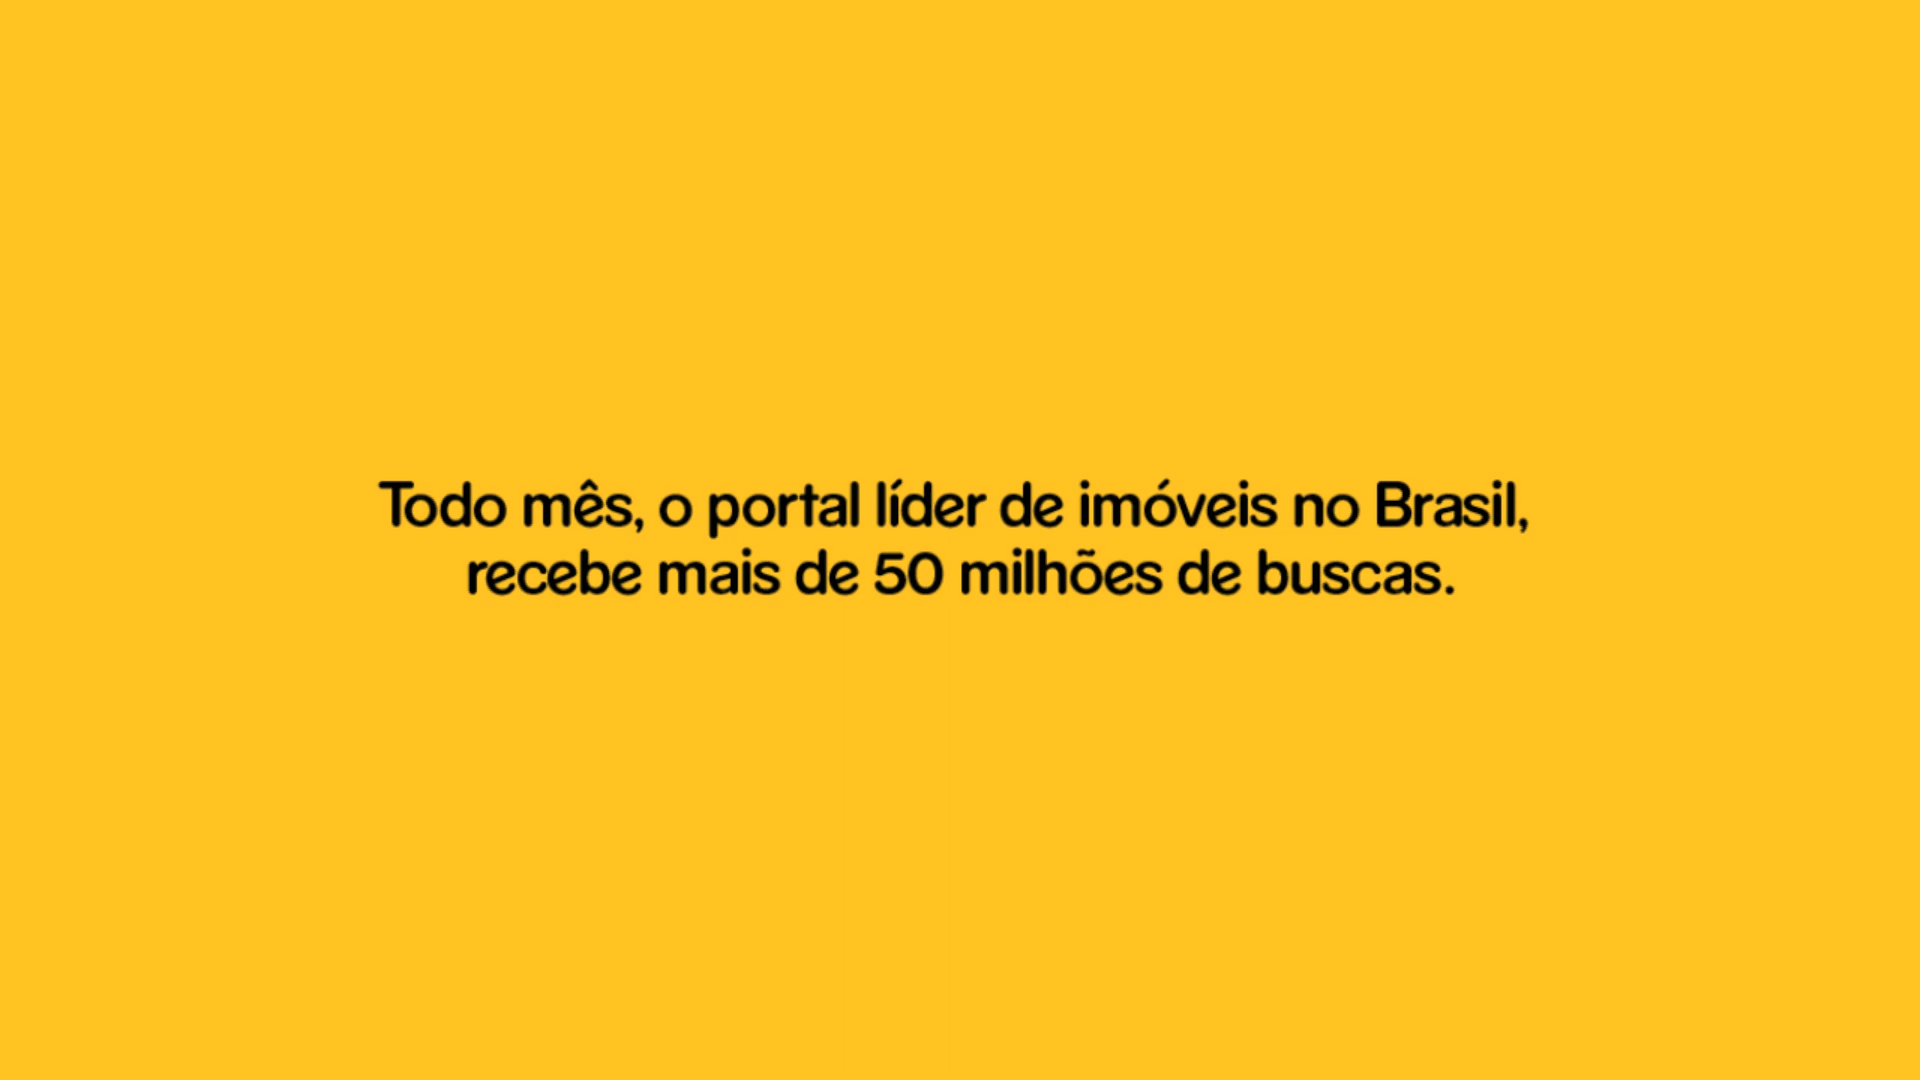 Todo mês, o portal líder de imóveis no Brasil,
recebe mais de 50 milhões de buscas.